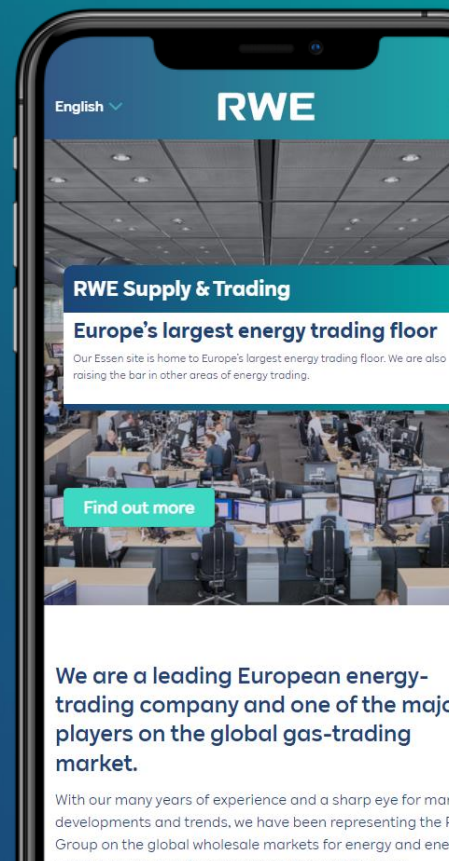 English
RWE
RWE Supply & Trading
Europe's largest energy trading floor
Our Essen site is home to Europe's largest energy trading floor. We are also
raising the bar in other areas of energy trading.
Find out more
We are a leading European energy-
trading company and one of the
players on the global gas-trading
market.
With our many years of experience and a sharp eye for
developments and trends, we have been representing the
Group on the global wholesale markets for energy and